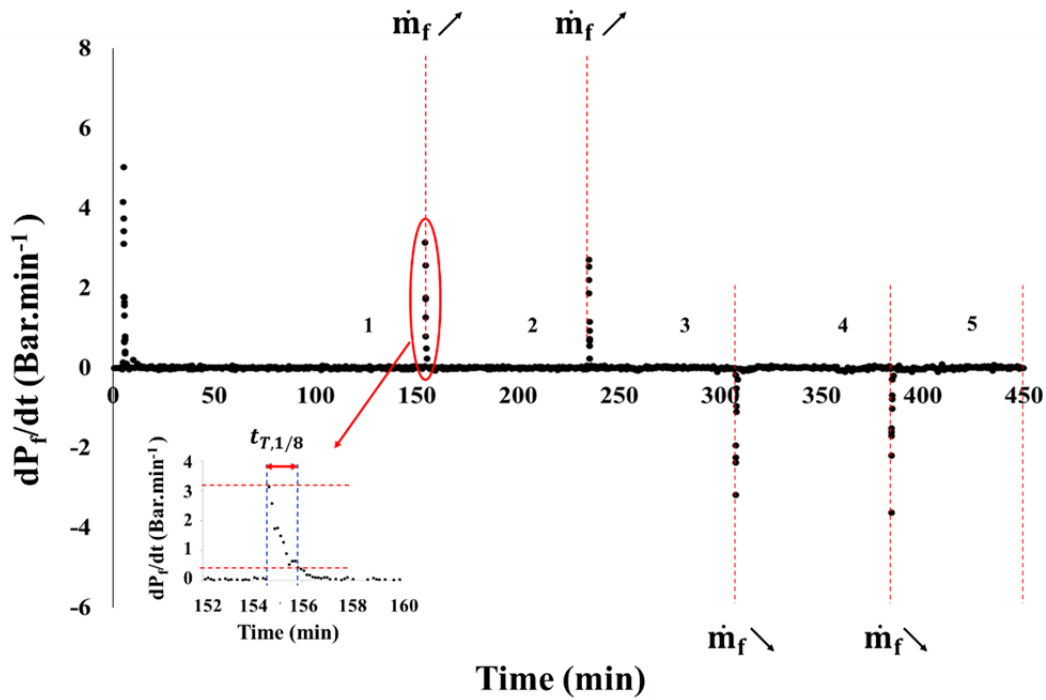 ṁf ↗ ṁf ↗
8
6
4
2
0
-2
-4
-6
dPf/dt (Bar.min-1)
1 2 3 4 5
0 50 100 150 200 250 300 350 400 450
tT,1/8
4
3
2
1
0
dPf/dt (Bar.min-1)
152 154 156 158 160
Time (min)
ṁf ↘ ṁf ↘
Time (min)